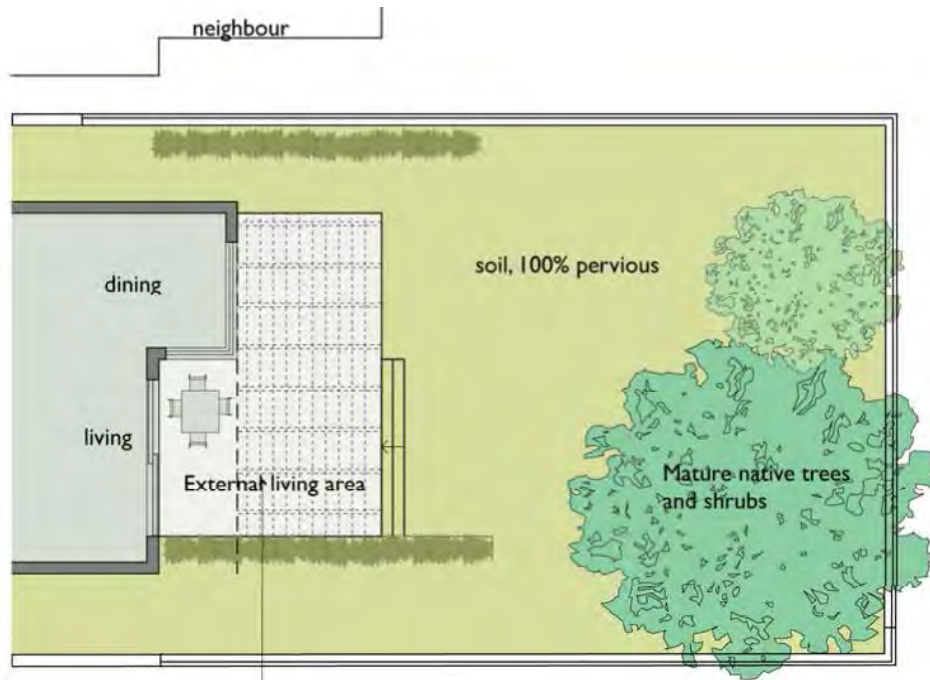 neighbour
soil, 100% pervious
dining
living
External living area
Mature native trees
and shrubs